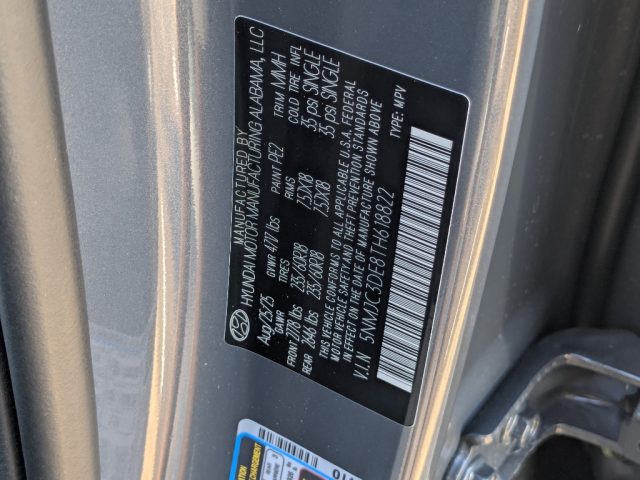 MANUFACTURED BY
HYUNDAI MOTOR MANUFACTURING ALABAMA, LLC
Apr/25/25 GVWR 4717 lbs PAINT PE2 TRIM MMH
GAWR TIRES RIMS COLD TIRE INFL
FRONT 2778 lbs 235/60R18 7.5JX18 35 psi SINGLE
REAR 2646 lbs 235/60R18 7.5JX18 35 psi SINGLE
THIS VEHICLE CONFORMS TO ALL APPLICABLE U.S.A. FEDERAL
MOTOR VEHICLE SAFETY AND THEFT PREVENTION STANDARDS
IN EFFECT ON THE DATE OF MANUFACTURE SHOWN ABOVE
V.I.N 5NMJC3DE8TH618822 TYPE: MPV